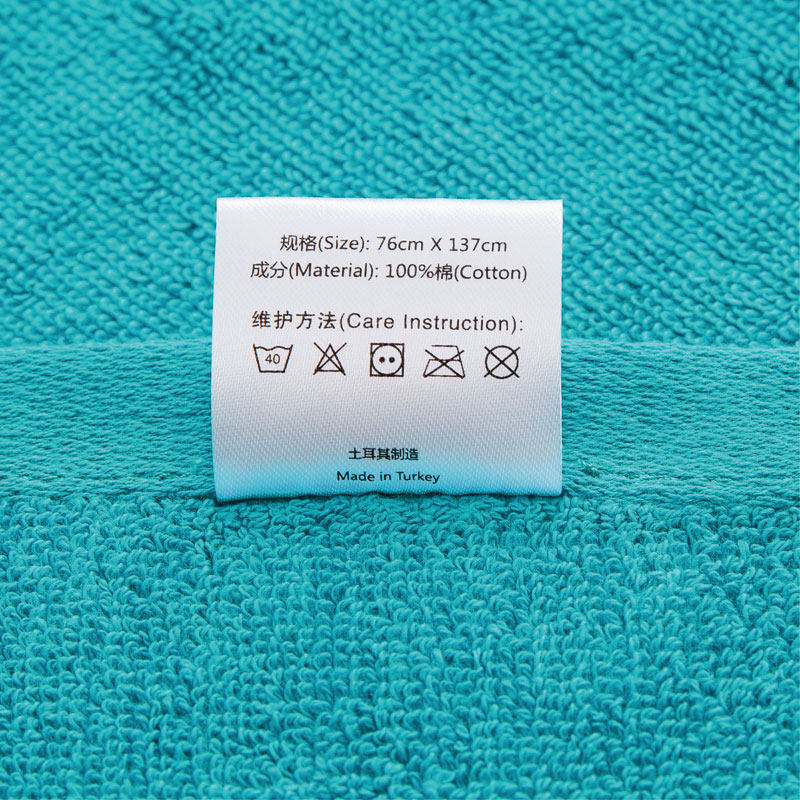 规格(Size): 76cm X 137cm
成分(Material): 100%棉(Cotton)
维护方法(Care Instruction):
40
土耳其制造
Made in Turkey